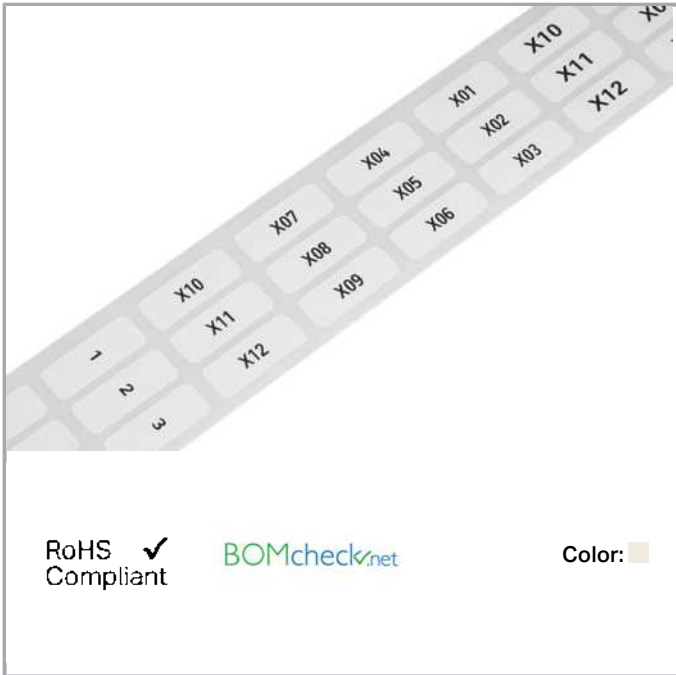 X10
X11
X12
X01
X02
X03
X04
X05
X06
X07
X08
X09
X10
X11
X12
1
2
3
RoHS ✓
Compliant
BOMcheck.net
Color: